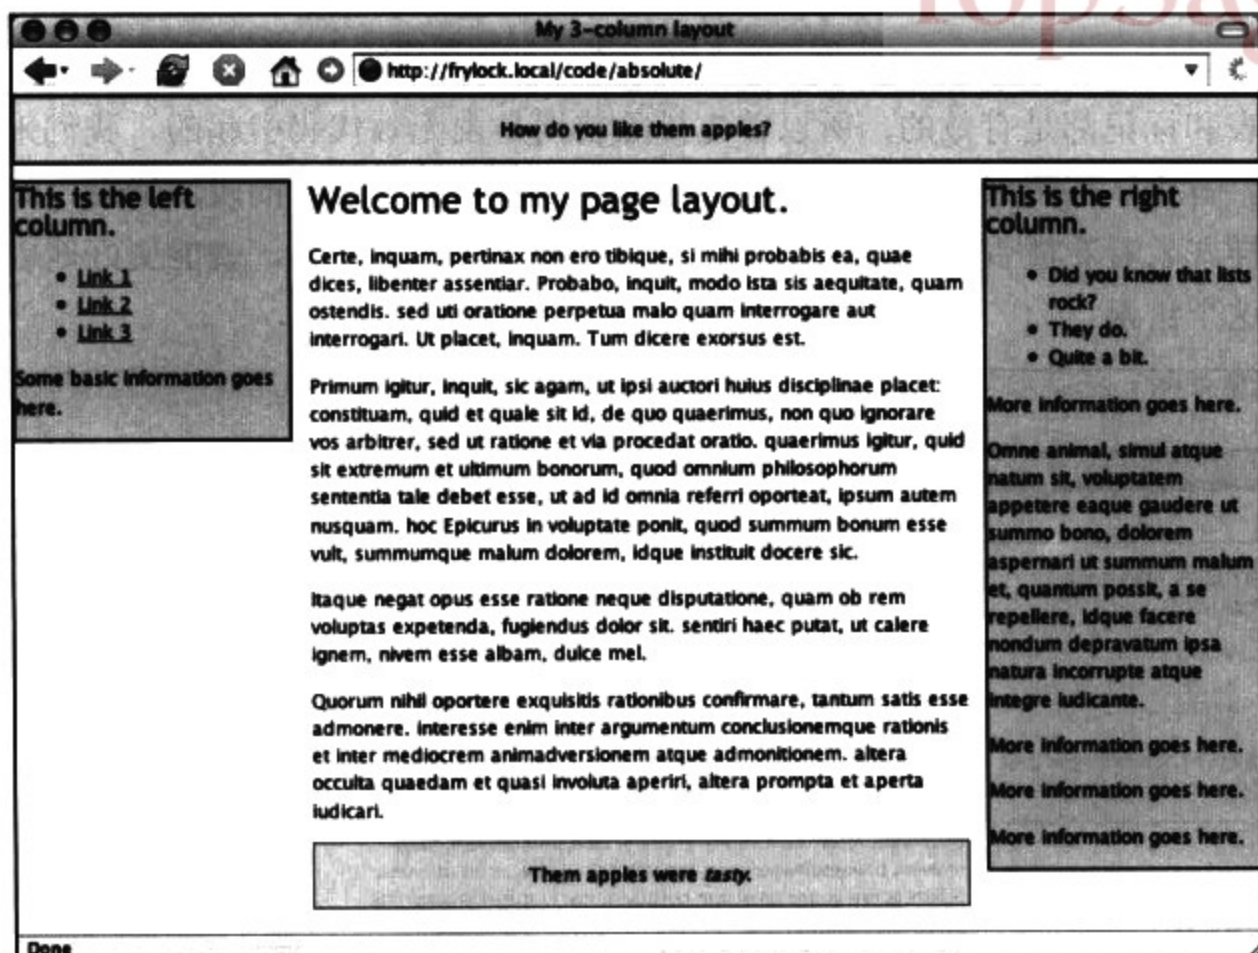 My 3-column layout
http://frylock.local/code/absolute/
How do you like them apples?
This is the left
column.
• Link 1
• Link 2
• Link 3
Some basic information goes
here.
Welcome to my page layout.
Certe, inquam, pertinax non ero tibique, si mihi probabis ea, quae
dices, libenter assentiar. Probabo, inquit, modo ista sis aequitate, quam
ostendis. sed uti oratione perpetua malo quam interrogare aut
interrogari. Ut placet, inquam. Tum dicere exorsus est.
Primum igitur, inquit, sic agam, ut ipsi auctori huius disciplinae placet:
constituam, quid et quale sit id, de quo quaerimus, non quo ignorare
vos arbitrer, sed ut ratione et via procedat oratio. quaerimus igitur, quid
sit extremum et ultimum bonorum, quod omnium philosophorum
sententia tale debet esse, ut ad id omnia referri oporteat, ipsum autem
nusquam. hoc Epicurus in voluptate ponit, quod summum bonum esse
vult, summumque malum dolorem, idque instituit docere sic.
Itaque negat opus esse ratione neque disputatione, quam ob rem
voluptas expetenda, fugiendus dolor sit. sentiri haec putat, ut calere
ignem, nivem esse albam, dulce mel.
Quorum nihil oportere exquisitis rationibus confirmare, tantum satis esse
admonere. interesse enim inter argumentum conclusionemque rationis
et inter mediocrem animadversionem atque admonitionem. altera
occulta quaedam et quasi involuta aperiri, altera prompta et aperta
iudicari.
Them apples were tasty.
This is the right
column.
• Did you know that lists
rock?
• They do.
• Quite a bit.
More information goes here.
Omne animal, simul atque
natum sit, voluptatem
appetere eaque gaudere ut
summo bono, dolorem
aspernari ut summum malum
et, quantum possit, a se
repellere, idque facere
nondum depravatum ipsa
natura incorrupte atque
integre iudicante.
More information goes here.
More information goes here.
More information goes here.
Done